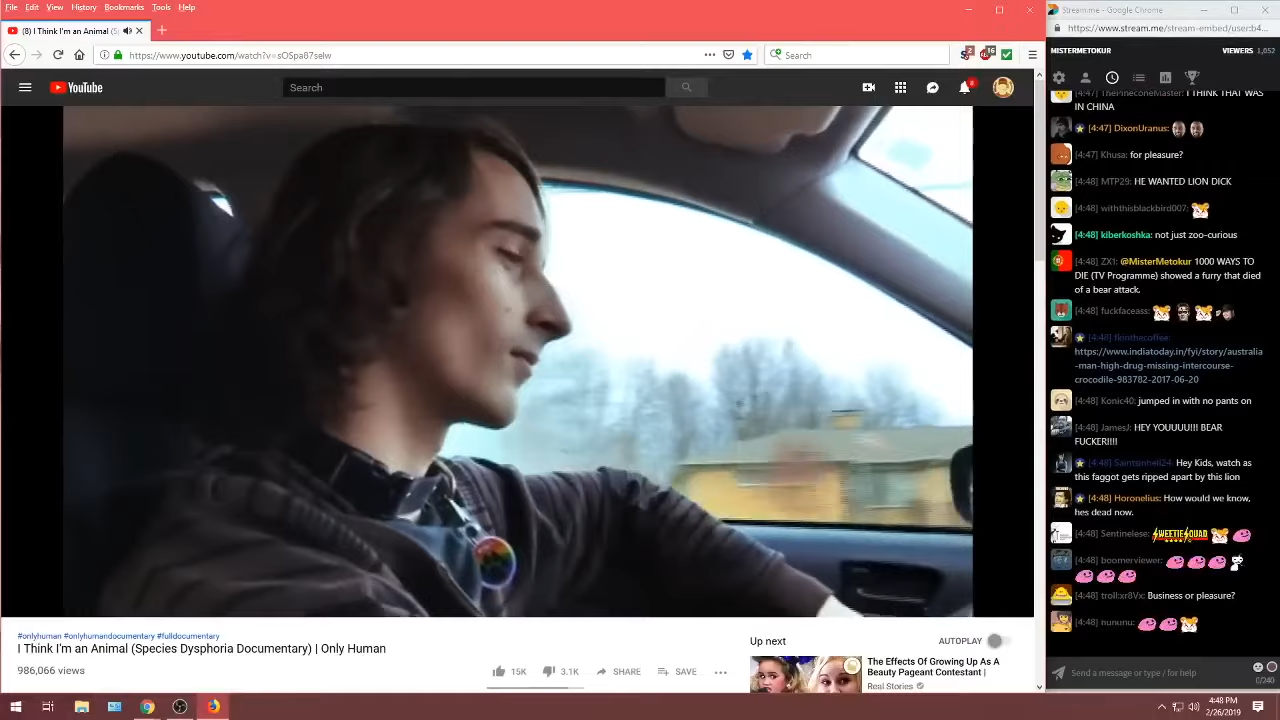 File Edit View History Bookmarks Tools Help
(8) I Think I'm an Animal (S
https://www.youtube.com/watch?v=sOSpa87selw
Search
2
16
YouTube
Search
8
#onlyhuman #onlyhumandocumentary #fulldocumentary
I Think I'm an Animal (Species Dysphoria Documentary) | Only Human
986,066 views
15K
3.1K
SHARE
SAVE
Up next
AUTOPLAY
The Effects Of Growing Up As A
Beauty Pageant Contestant |
Real Stories
Stream.me - Google Chrome
https://www.stream.me/stream-embed/user:b4...
MISTERMETOKUR
VIEWERS 1,052
ThePineconeMaster: I THINK THAT WAS
IN CHINA
[4:47] DixonUranus:
[4:47] Khusa: for pleasure?
[4:48] MTP29: HE WANTED LION DICK
[4:48] withthisblackbird007:
[4:48] kiberkoshka: not just zoo-curious
[4:48] ZX1: @MisterMetokur 1000 WAYS TO
DIE (TV Programme) showed a furry that died
of a bear attack.
[4:48] fuckfaceass:
[4:48]
https://www.indiatoday.in/fyi/story/australia
-man-high-drug-missing-intercourse-
crocodile-983782-2017-06-20
[4:48] Konic40: jumped in with no pants on
[4:48] JamesJ: HEY YOUUUU!!! BEAR
FUCKER!!!!
[4:48] Saintsinhell24: Hey Kids, watch as
this faggot gets ripped apart by this lion
[4:48] Horonelius: How would we know,
hes dead now.
[4:48] Sentinelese: SWEETIE SQUAD
[4:48] boomerviewer:
[4:48] troll:xr8Vx: Business or pleasure?
[4:48] nununu:
Send a message or type / for help
0/240
4:48 PM
2/26/2019